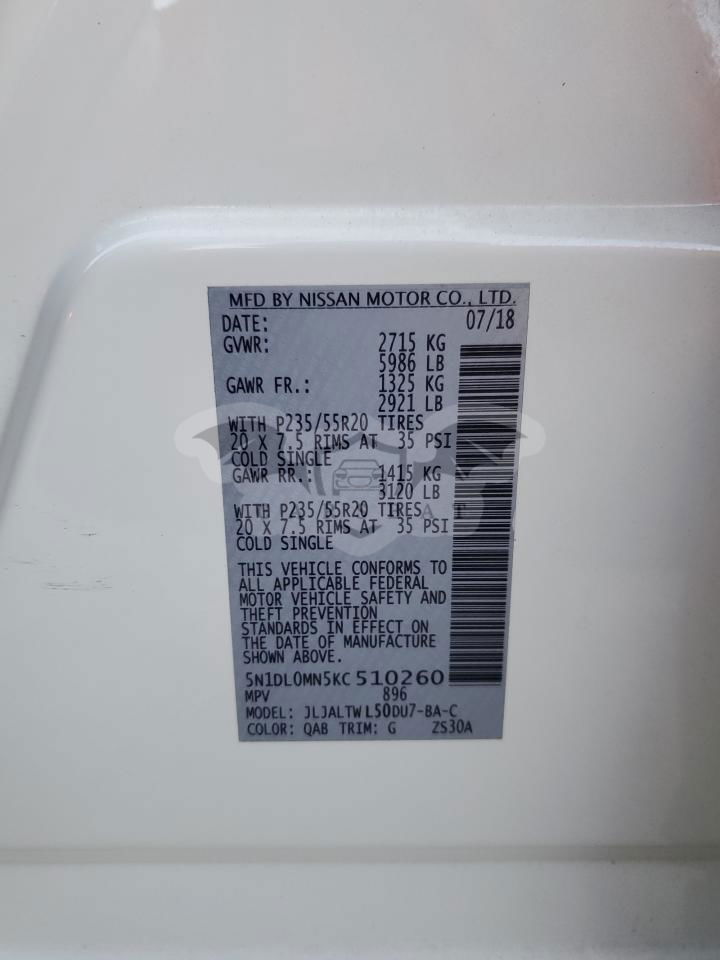 MFD BY NISSAN MOTOR CO., LTD.
DATE: 07/18
GVWR: 2715 KG
5986 LB
GAWR FR.: 1325 KG
2921 LB
WITH P235/55R20 TIRES
20 X 7.5 RIMS AT 35 PSI
COLD SINGLE
GAWR RR.: 1415 KG
3120 LB
WITH P235/55R20 TIRES
20 X 7.5 RIMS AT 35 PSI
COLD SINGLE
THIS VEHICLE CONFORMS TO
ALL APPLICABLE FEDERAL
MOTOR VEHICLE SAFETY AND
THEFT PREVENTION
STANDARDS IN EFFECT ON
THE DATE OF MANUFACTURE
SHOWN ABOVE.
5N1DL0MN5KC 510260
MPV 896
MODEL: JLJALTW L50DU7-BA-C
COLOR: QAB TRIM: G ZS30A